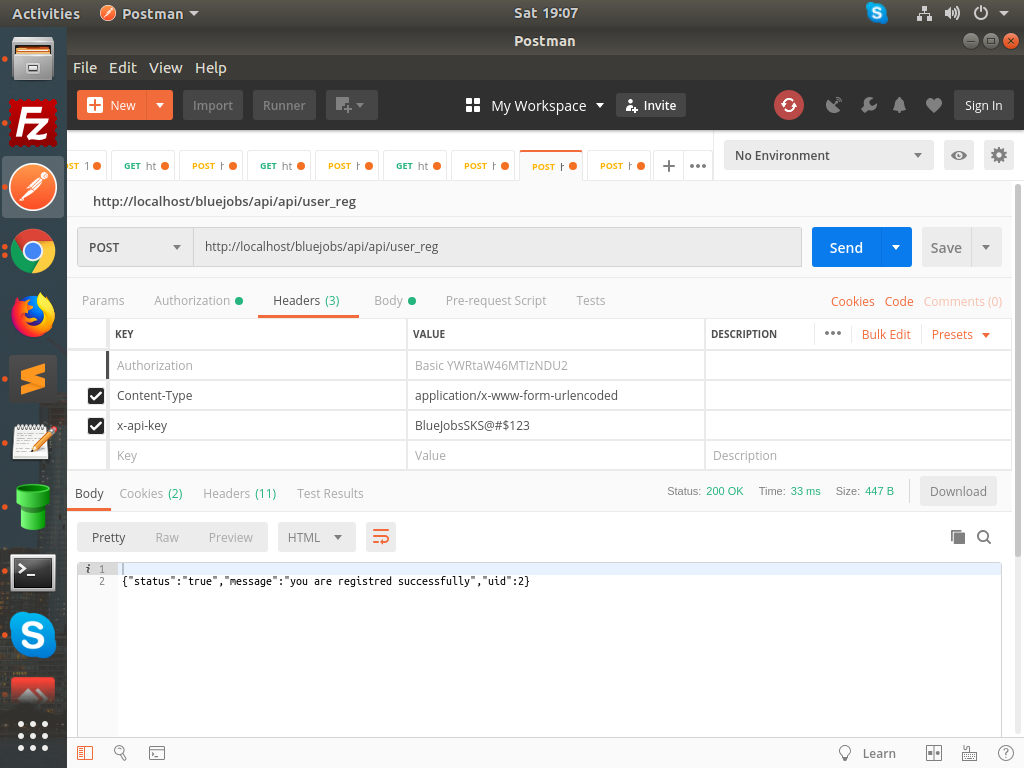 Activities Postman Sat 19:07
Postman
File Edit View Help
New Import Runner My Workspace Invite Sign In
ST 1 GET ht POST h GET ht POST h GET ht POST h POST h POST h No Environment
http://localhost/bluejobs/api/api/user_reg
POST http://localhost/bluejobs/api/api/user_reg Send Save
Params Authorization Headers (3) Body Pre-request Script Tests Cookies Code Comments (0)
KEY VALUE DESCRIPTION Bulk Edit Presets
Authorization Basic YWRtaW46MTIzNDU2
Content-Type application/x-www-form-urlencoded
x-api-key BlueJobsSKS@#$123
Key Value Description
Body Cookies (2) Headers (11) Test Results Status: 200 OK Time: 33 ms Size: 447 B Download
Pretty Raw Preview HTML
i 1
2 {"status":"true","message":"you are registred successfully","uid":2}
Learn